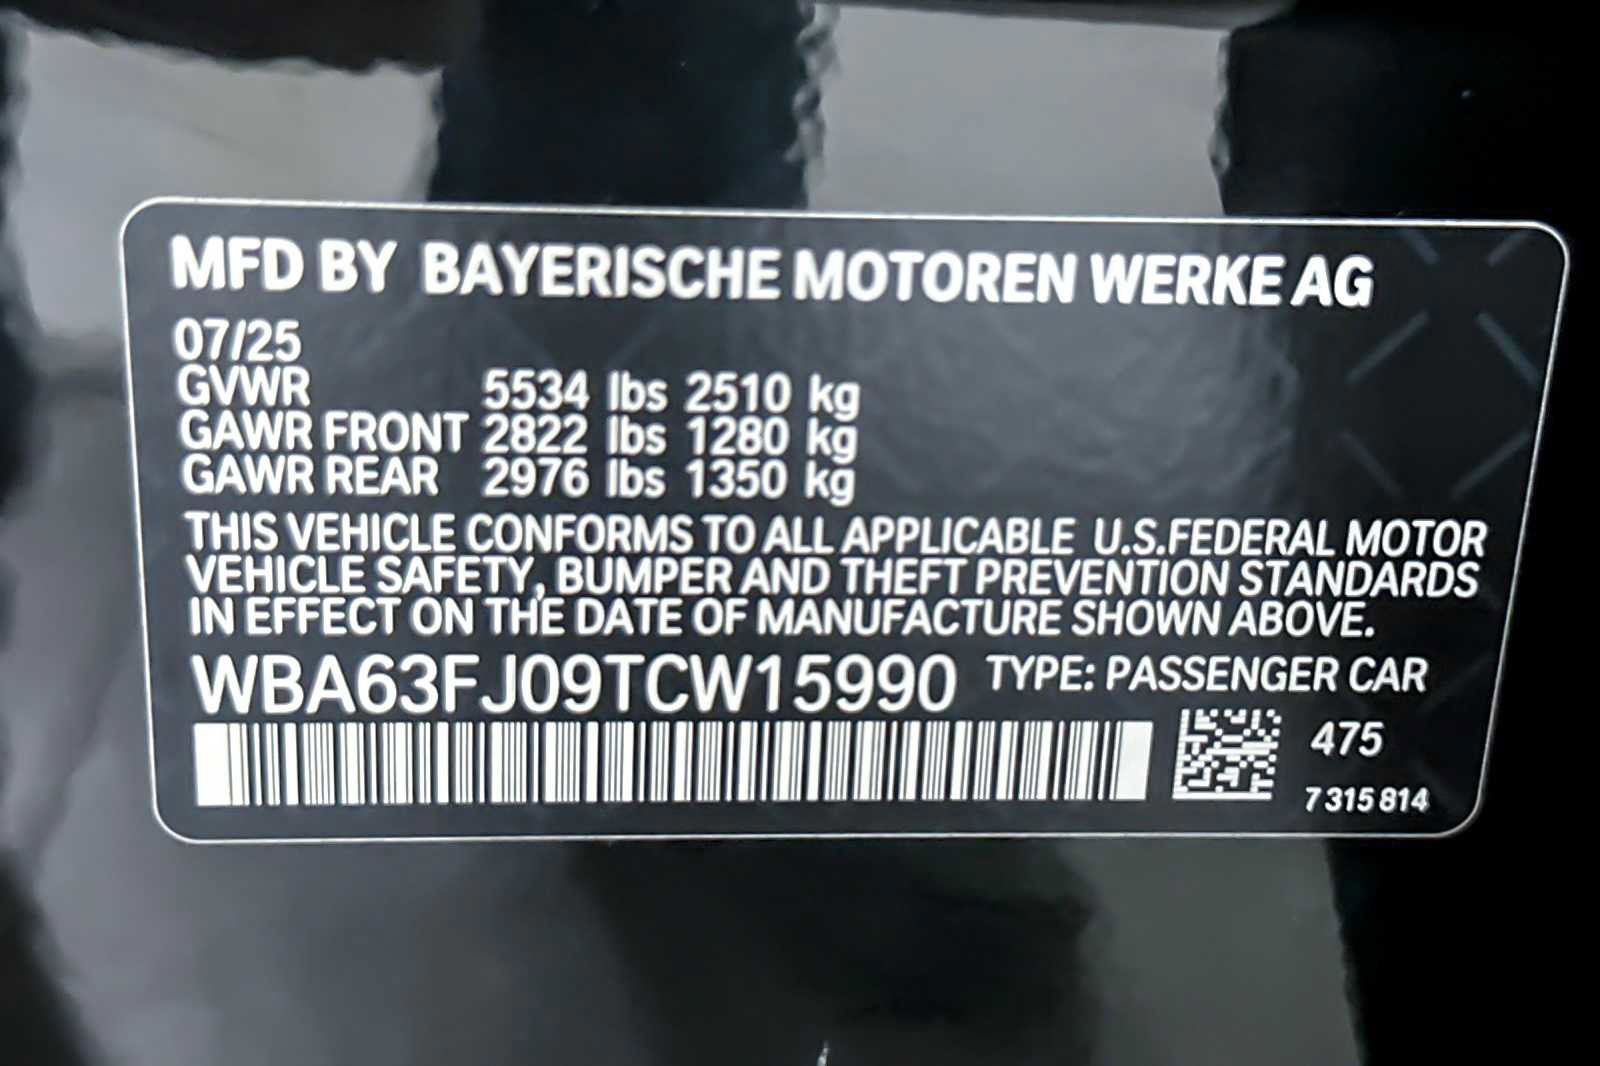 MFD BY BAYERISCHE MOTOREN WERKE AG
07/25
GVWR 5534 lbs 2510 kg
GAWR FRONT 2822 lbs 1280 kg
GAWR REAR 2976 lbs 1350 kg
THIS VEHICLE CONFORMS TO ALL APPLICABLE U.S.FEDERAL MOTOR
VEHICLE SAFETY, BUMPER AND THEFT PREVENTION STANDARDS
IN EFFECT ON THE DATE OF MANUFACTURE SHOWN ABOVE.
WBA63FJ09TCW15990 TYPE: PASSENGER CAR
475
7 315 814